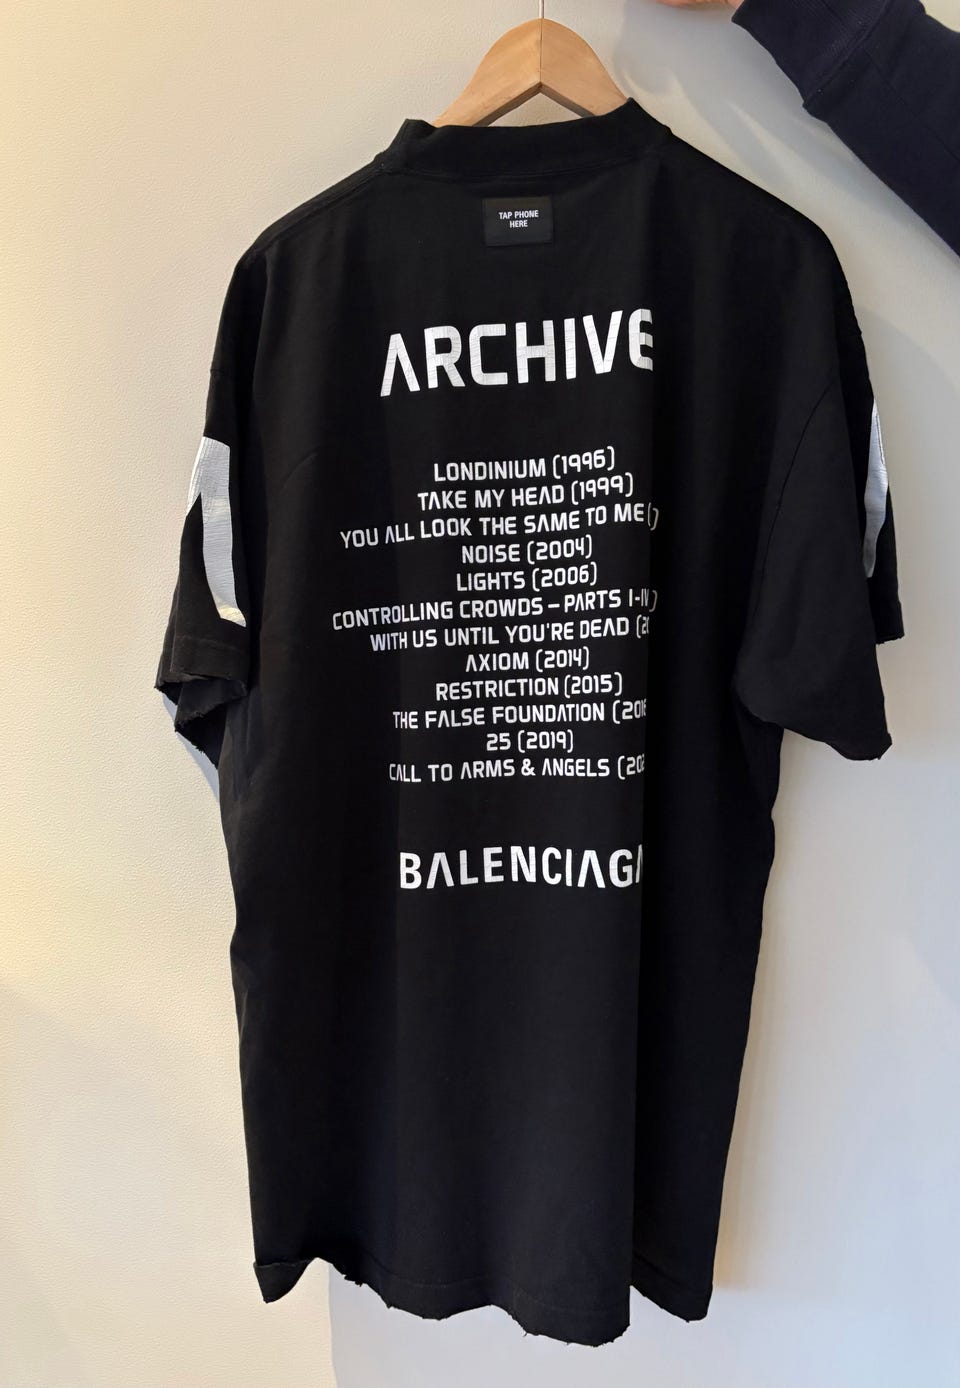 TAP PHONE
HERE
ARCHIVE
LONDINIUM (1996)
TAKE MY HEAD (1999)
YOU ALL LOOK THE SAME TO ME
NOISE (2004)
LIGHTS (2006)
CONTROLLING CROWDS – PARTS I-IV
WITH US UNTIL YOU'RE DEAD
AXIOM (2014)
RESTRICTION (2015)
THE FALSE FOUNDATION
25 (2019)
CALL TO ARMS & ANGELS
BALENCIAGA